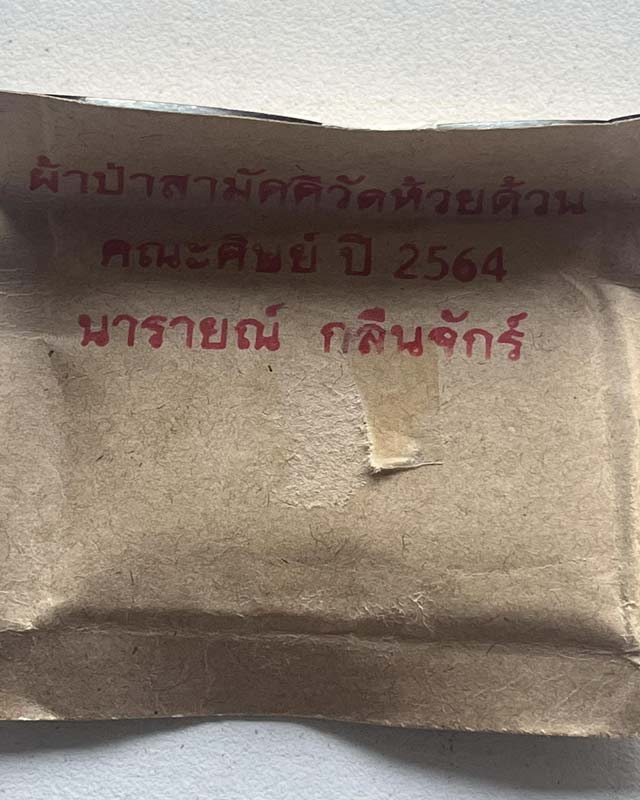 ผ้าป่าสามัคคีวัดห้วยด้วน
คณะศิษย์ ปี 2564
นารายณ์ กลืนจักร์